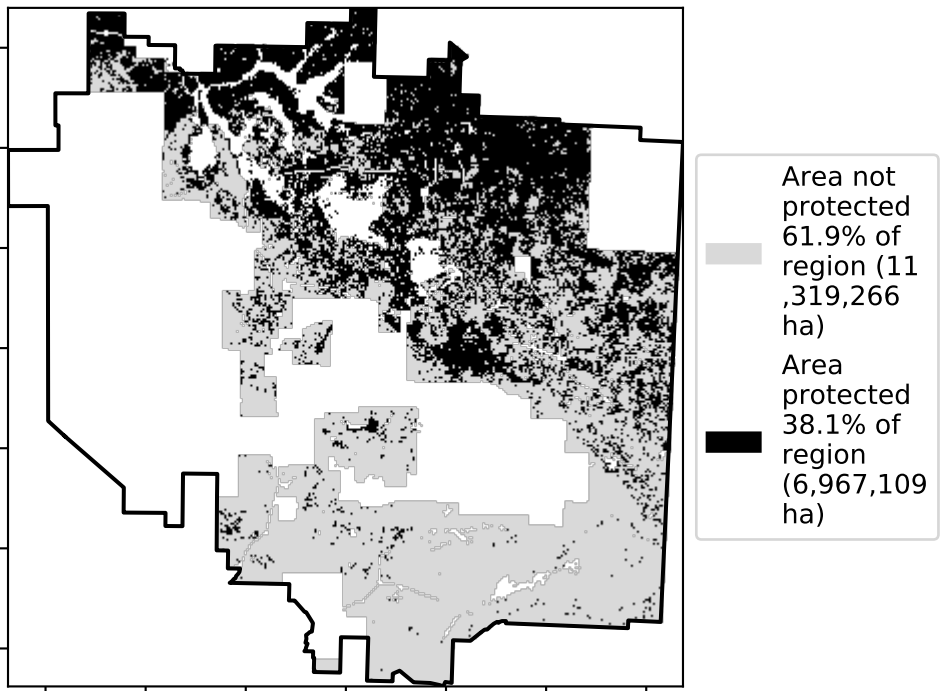 Area not
protected
61.9% of
region (11
,319,266
ha)
Area
protected
38.1% of
region
(6,967,109
ha)